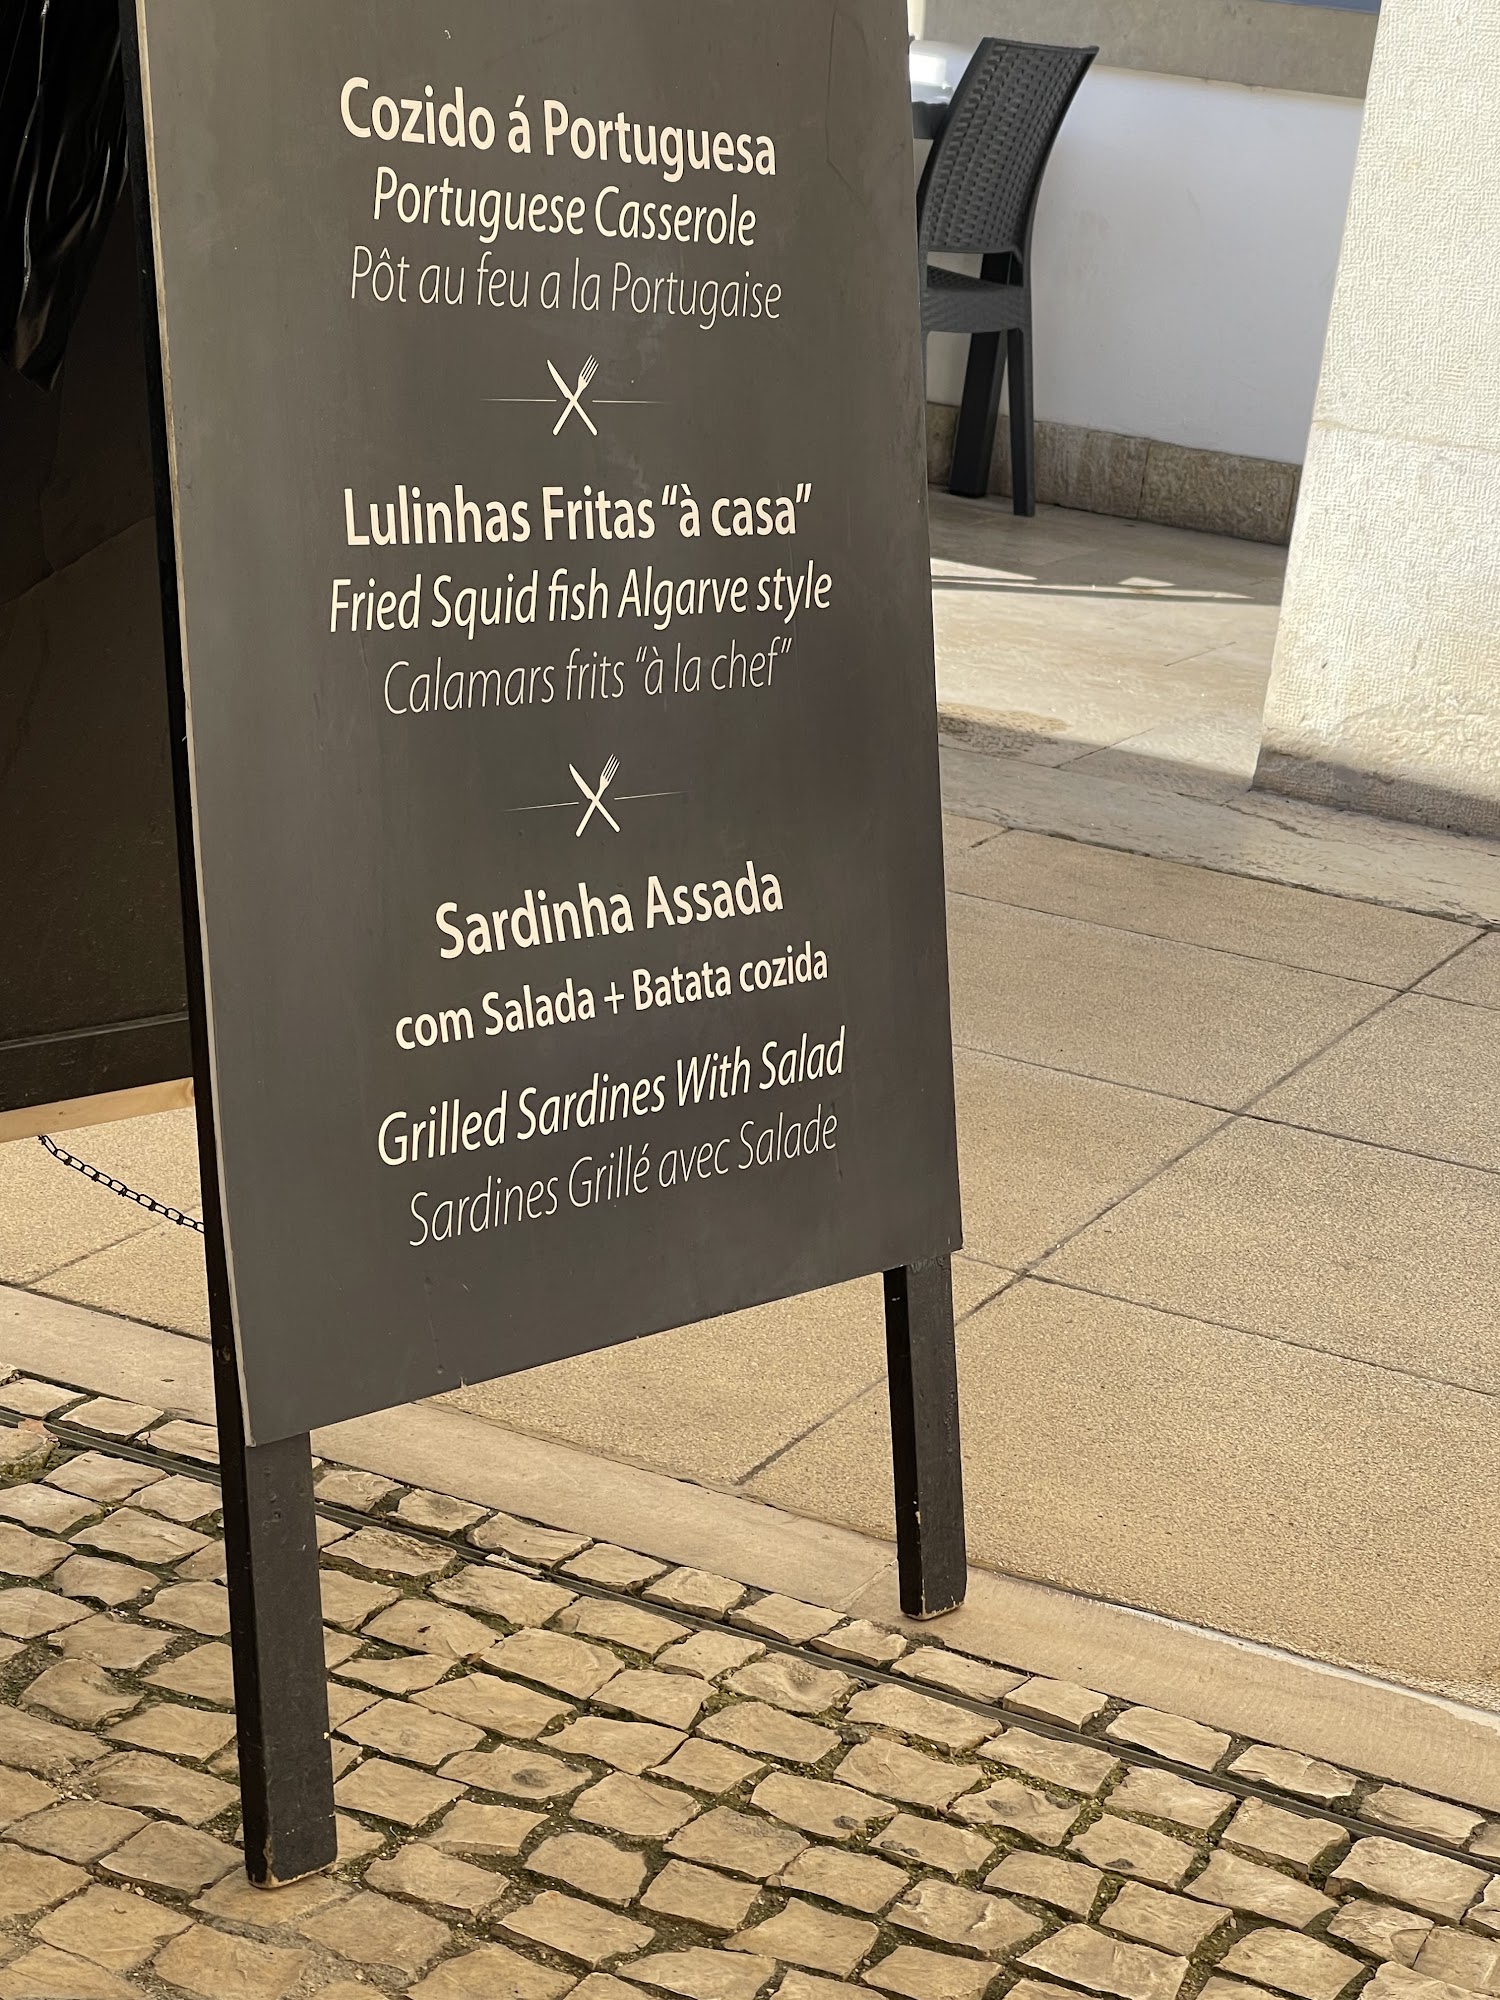 Cozido á Portuguesa
Portuguese Casserole
Pôt au feu a la Portugaise
Lulinhas Fritas “à casa”
Fried Squid fish Algarve style
Calamars frits “à la chef”
Sardinha Assada
com Salada + Batata cozida
Grilled Sardines With Salad
Sardines Grillé avec Salade